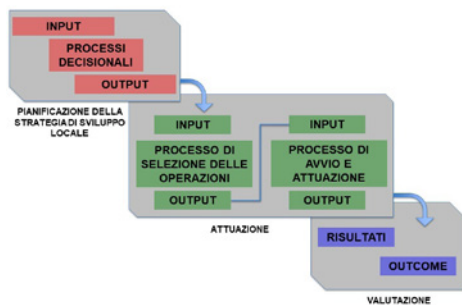 INPUT
PROCESSI
DECISIONALI
OUTPUT
PIANIFICAZIONE DELLA
STRATEGIA DI SVILUPPO
LOCALE
INPUT
PROCESSO DI
SELEZIONE DELLE
OPERAZIONI
OUTPUT
INPUT
PROCESSO DI
AVVIO E
ATTUAZIONE
OUTPUT
ATTUAZIONE
RISULTATI
OUTCOME
VALUTAZIONE